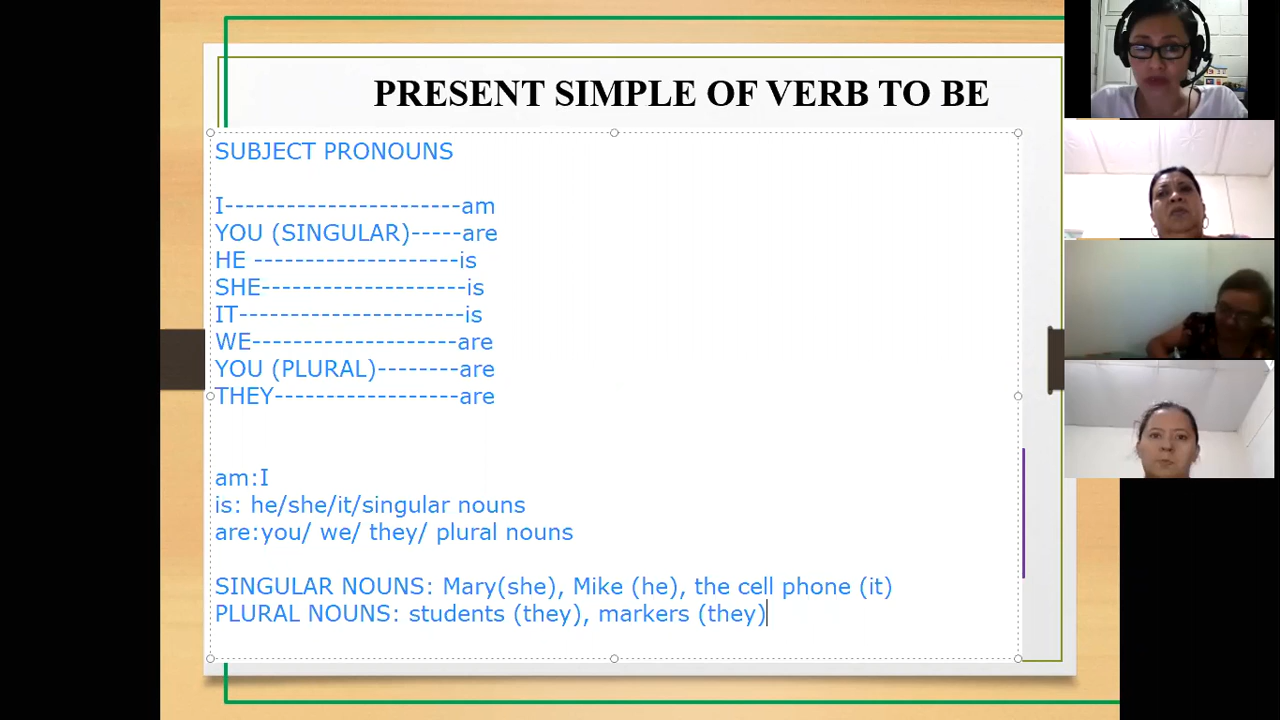 PRESENT SIMPLE OF VERB TO BE
SUBJECT PRONOUNS
I-----------------------am
YOU (SINGULAR)-----are
HE --------------------is
SHE--------------------is
IT----------------------is
WE--------------------are
YOU (PLURAL)--------are
THEY------------------are
am:I
is: he/she/it/singular nouns
are:you/ we/ they/ plural nouns
SINGULAR NOUNS: Mary(she), Mike (he), the cell phone (it)
PLURAL NOUNS: students (they), markers (they)